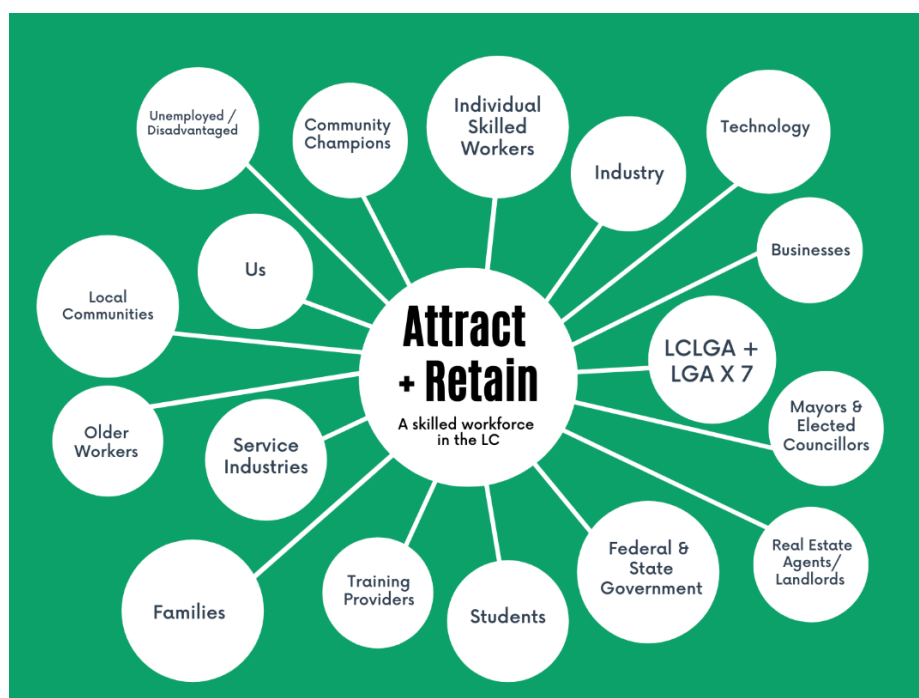 Unemployed /
Disadvantaged
Community
Champions
Individual
Skilled
Workers
Industry
Technology
Us
Businesses
Local
Communities
Attract
+ Retain
A skilled workforce
in the LC
LCLGA +
LGA X 7
Older
Workers
Service
Industries
Mayors &
Elected
Councillors
Families
Training
Providers
Students
Federal &
State
Government
Real Estate
Agents/
Landlords